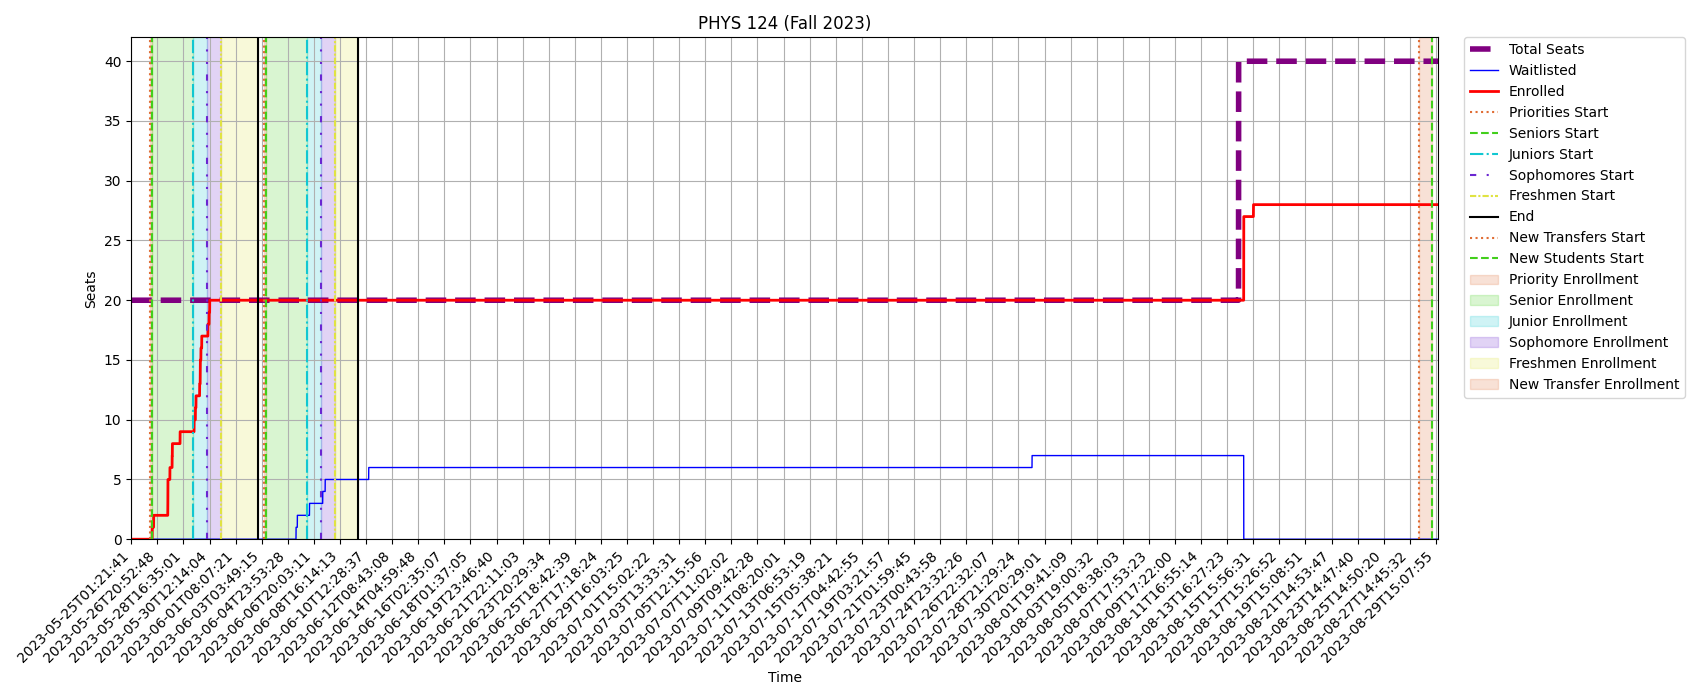 PHYS 124 (Fall 2023)
Seats
40
35
30
25
20
15
10
5
0
2023-05-25T01:21:41
2023-05-26T20:52:48
2023-05-28T16:35:01
2023-05-30T12:14:04
2023-06-01T08:07:21
2023-06-03T03:49:15
2023-06-04T23:53:28
2023-06-06T20:03:11
2023-06-08T16:14:13
2023-06-10T12:28:37
2023-06-12T08:43:08
2023-06-14T04:59:48
2023-06-16T02:35:07
2023-06-18T01:37:05
2023-06-19T23:46:40
2023-06-21T22:11:03
2023-06-23T20:29:34
2023-06-25T18:42:39
2023-06-27T17:18:24
2023-06-29T16:03:25
2023-07-01T15:02:22
2023-07-03T13:33:31
2023-07-05T12:15:56
2023-07-07T11:02:02
2023-07-09T09:42:28
2023-07-11T08:20:01
2023-07-13T06:53:19
2023-07-15T05:38:21
2023-07-17T04:42:55
2023-07-19T03:21:57
2023-07-21T01:59:45
2023-07-23T00:43:58
2023-07-24T23:32:26
2023-07-26T22:32:07
2023-07-28T21:29:24
2023-07-30T20:29:01
2023-08-01T19:41:09
2023-08-03T19:00:32
2023-08-05T18:38:03
2023-08-07T17:53:23
2023-08-09T17:22:00
2023-08-11T16:55:14
2023-08-13T16:27:23
2023-08-15T15:56:31
2023-08-17T15:26:52
2023-08-19T15:08:51
2023-08-21T14:53:47
2023-08-23T14:47:40
2023-08-25T14:50:20
2023-08-27T14:45:32
2023-08-29T15:07:55
Time
Total Seats
Waitlisted
Enrolled
Priorities Start
Seniors Start
Juniors Start
Sophomores Start
Freshmen Start
End
New Transfers Start
New Students Start
Priority Enrollment
Senior Enrollment
Junior Enrollment
Sophomore Enrollment
Freshmen Enrollment
New Transfer Enrollment